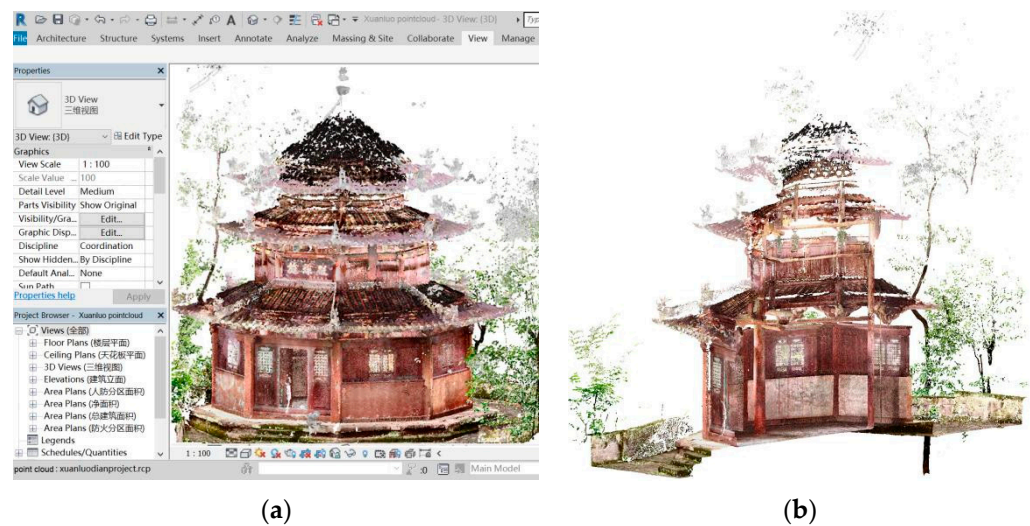 Xuanluo pointcloud- 3D View: {3D}
File Architecture Structure Systems Insert Annotate Analyze Massing & Site Collaborate View Manage
Properties
3D View
三维视图
3D View: {3D}
Edit Type
Graphics
View Scale 1 : 100
Scale Value ... 100
Detail Level Medium
Parts Visibility Show Original
Visibility/Gra... Edit...
Graphic Disp... Edit...
Discipline Coordination
Show Hidden... By Discipline
Default Anal... None
Sun Path
Properties help Apply
Project Browser - Xuanluo pointcloud
Views (全部)
Floor Plans (楼层平面)
Ceiling Plans (天花板平面)
3D Views (三维视图)
Elevations (建筑立面)
Area Plans (人防分区面积)
Area Plans (净面积)
Area Plans (总建筑面积)
Area Plans (防火分区面积)
Legends
Schedules/Quantities
1 : 100
point cloud : xuanluodianproject.rcp
:0
Main Model
(a)
(b)